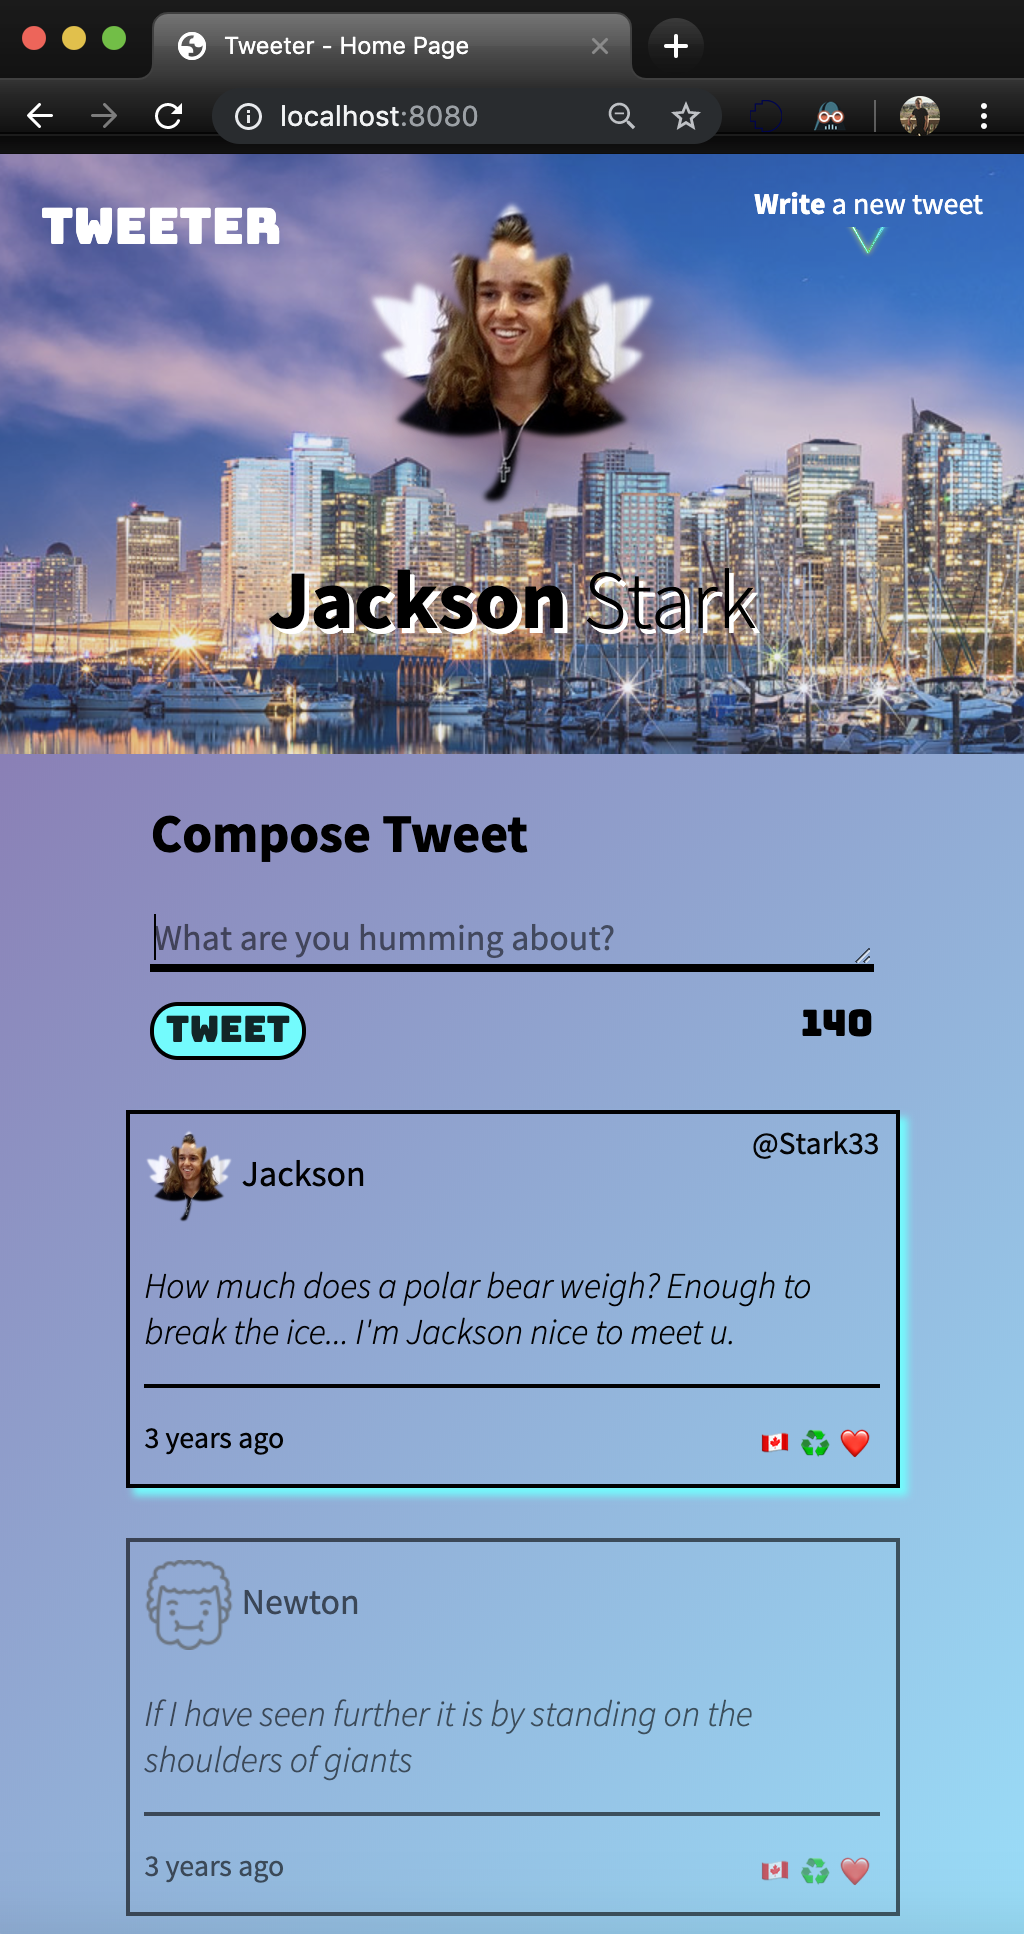 Tweeter - Home Page
localhost:8080
TWEETER
Write a new tweet
Jackson Stark
Compose Tweet
What are you humming about?
TWEET
140
Jackson
@Stark33
How much does a polar bear weigh? Enough to
break the ice... I'm Jackson nice to meet u.
3 years ago
Newton
If I have seen further it is by standing on the
shoulders of giants
3 years ago